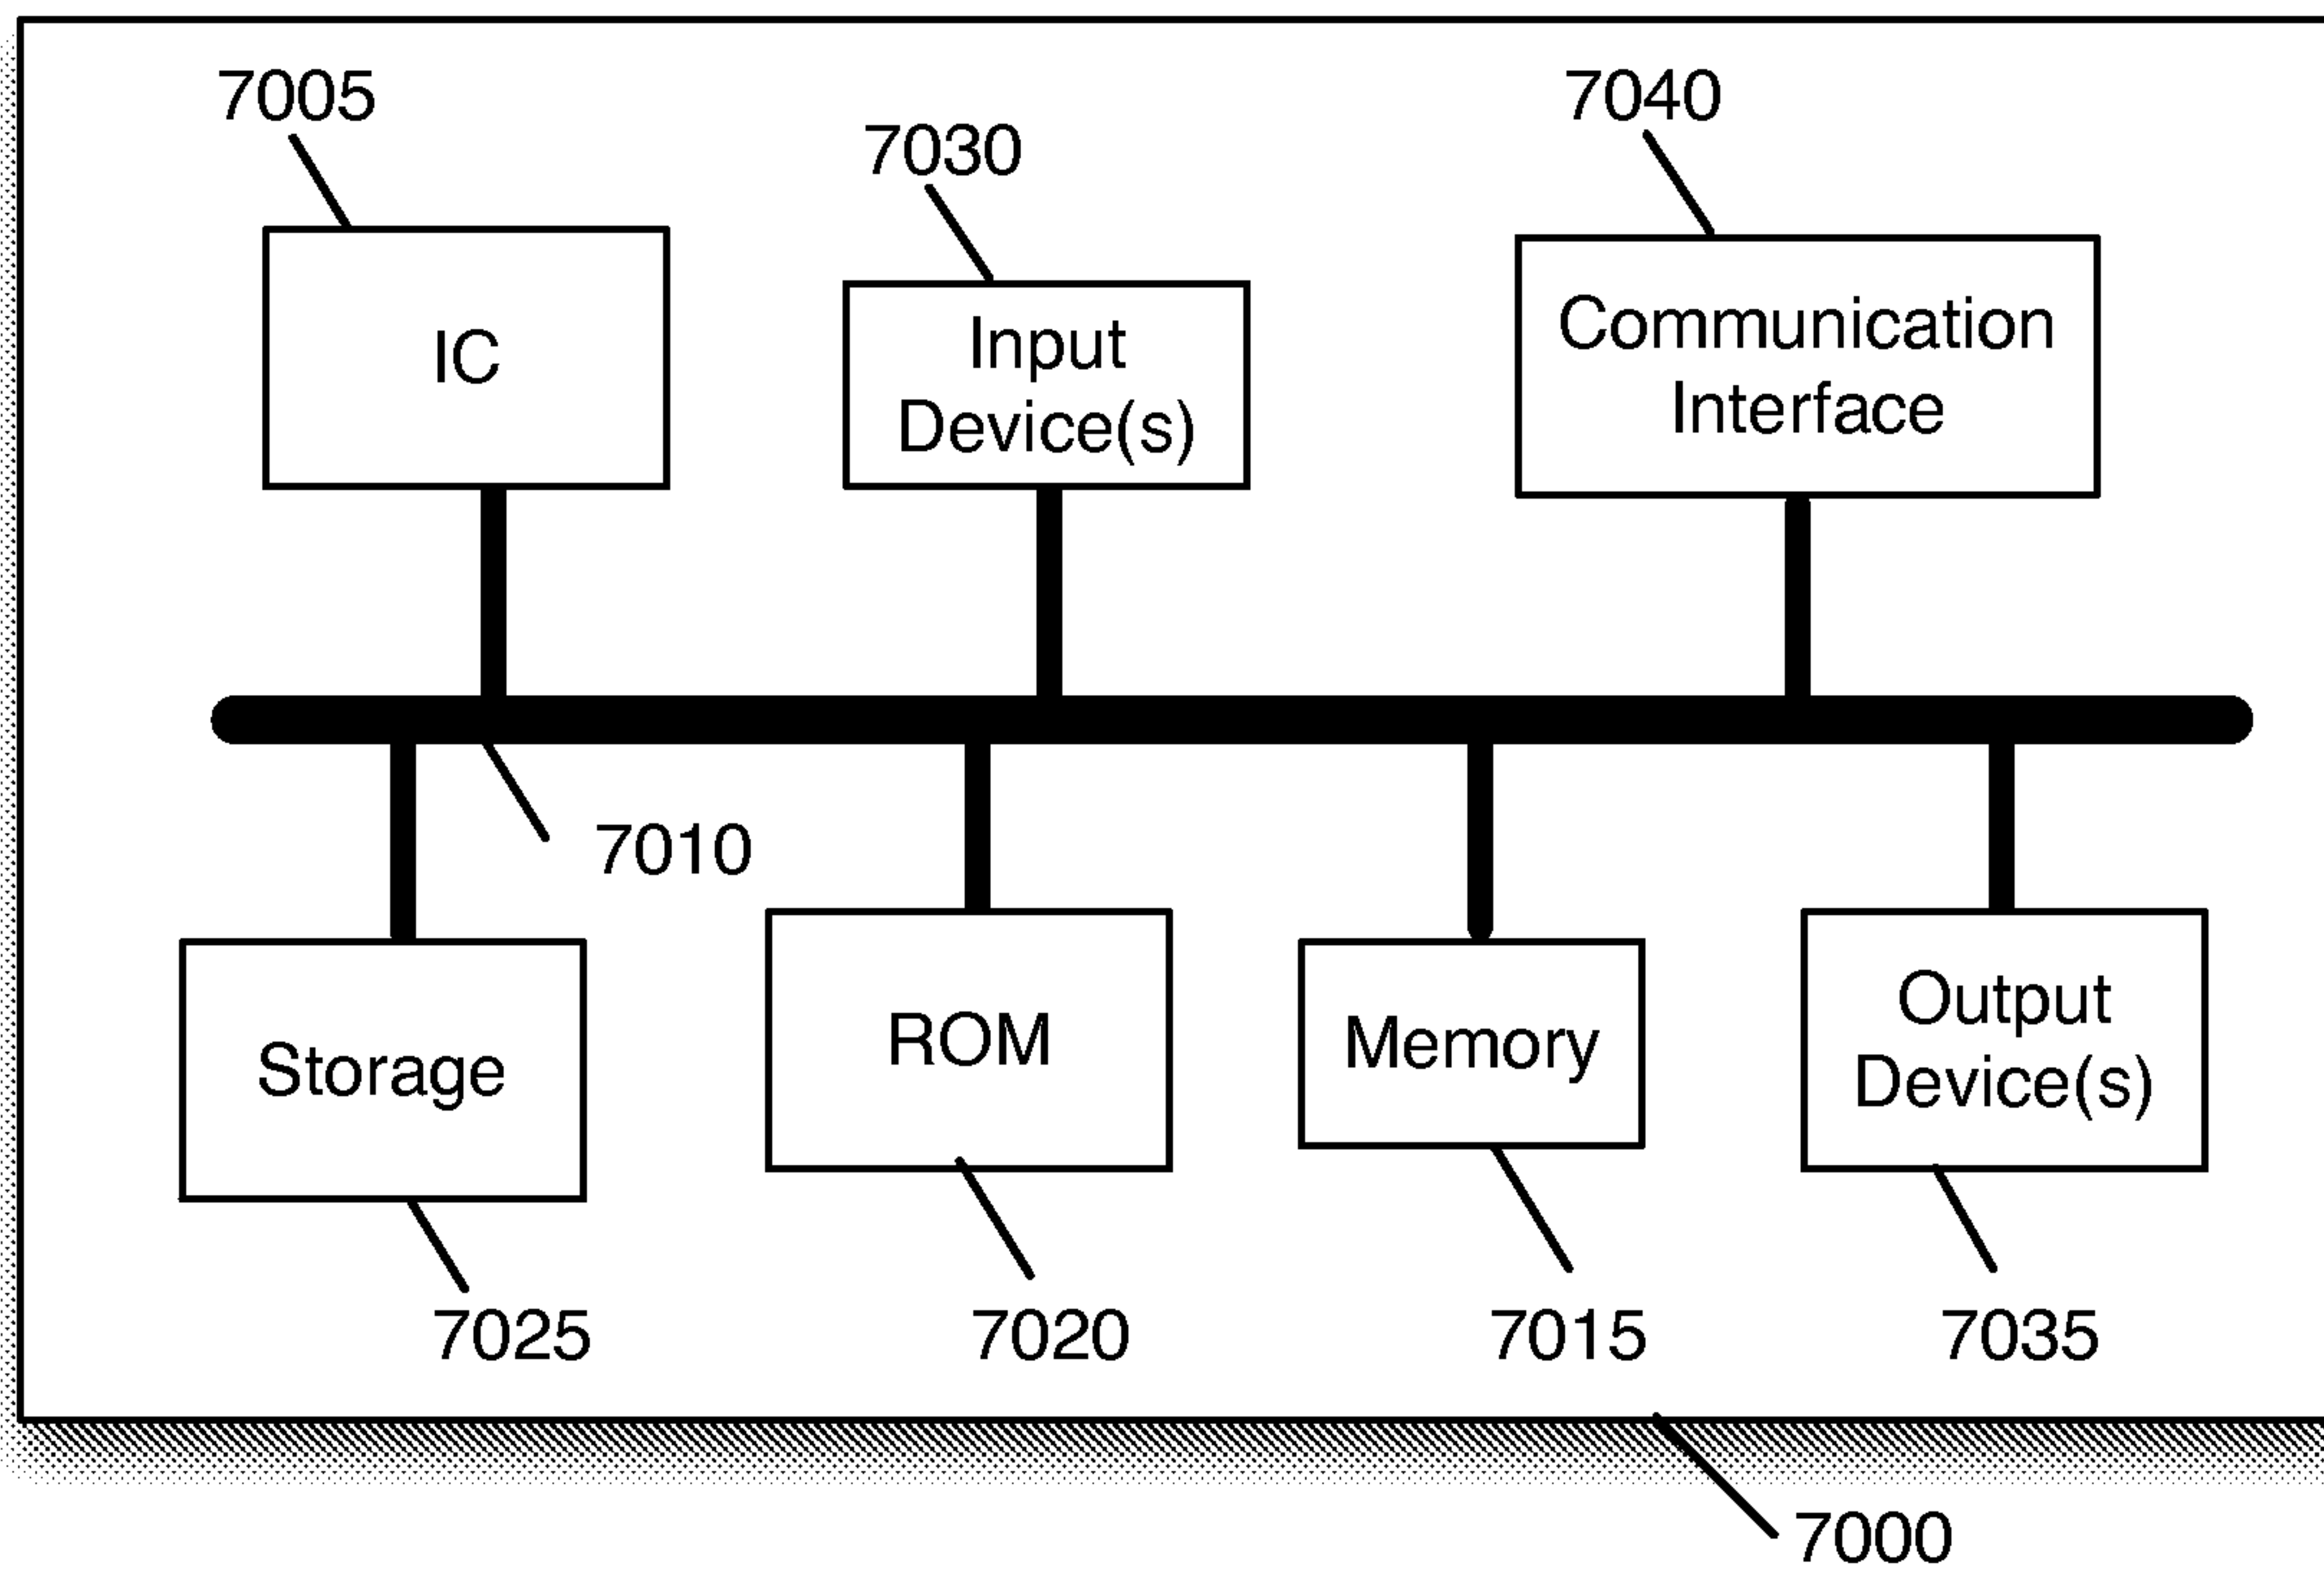 7005
7030
7040
IC
Input
Device(s)
Communication
Interface
7010
Storage
ROM
Memory
Output
Device(s)
7025
7020
7015
7035
7000